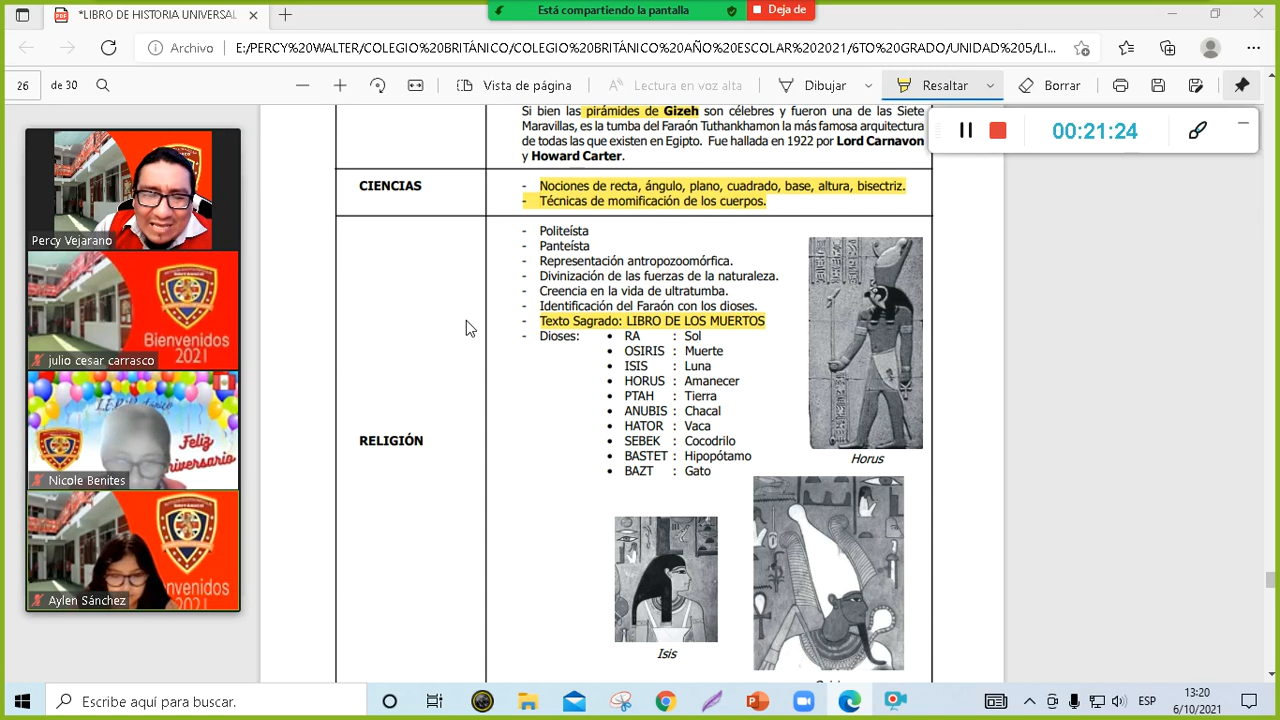 *LIBRO DE HISTORIA UNIVERSAL
Está compartiendo la pantalla
Deja de
Archivo
E:/PERCY%20WALTER/COLEGIO%20BRITÁNICO/COLEGIO%20BRITÁNICO%20AÑO%20ESCOLAR%202021/6TO%20GRADO/UNIDAD%205/LI...
26 de 30
Vista de página
Lectura en voz alta
Dibujar
Resaltar
Borrar
00:21:24
Si bien las pirámides de Gizeh son célebres y fueron una de las Siete
Maravillas, es la tumba del Faraón Tuthankhamon la más famosa arquitectura
de todas las que existen en Egipto. Fue hallada en 1922 por Lord Carnavon
y Howard Carter.
CIENCIAS
- Nociones de recta, ángulo, plano, cuadrado, base, altura, bisectriz.
- Técnicas de momificación de los cuerpos.
RELIGIÓN
- Politeísta
- Panteísta
- Representación antropozoomórfica.
- Divinización de las fuerzas de la naturaleza.
- Creencia en la vida de ultratumba.
- Identificación del Faraón con los dioses.
- Texto Sagrado: LIBRO DE LOS MUERTOS
- Dioses: • RA : Sol
• OSIRIS : Muerte
• ISIS : Luna
• HORUS : Amanecer
• PTAH : Tierra
• ANUBIS : Chacal
• HATOR : Vaca
• SEBEK : Cocodrilo
• BASTET : Hipopótamo
• BAZT : Gato
Horus
Isis
Percy Vejarano
Bienvenidos
2021
julio cesar carrasco
Feliz
Nicole Benites
envenidos
2021
Aylen Sánchez
Escribe aquí para buscar.
ESP
13:20
6/10/2021